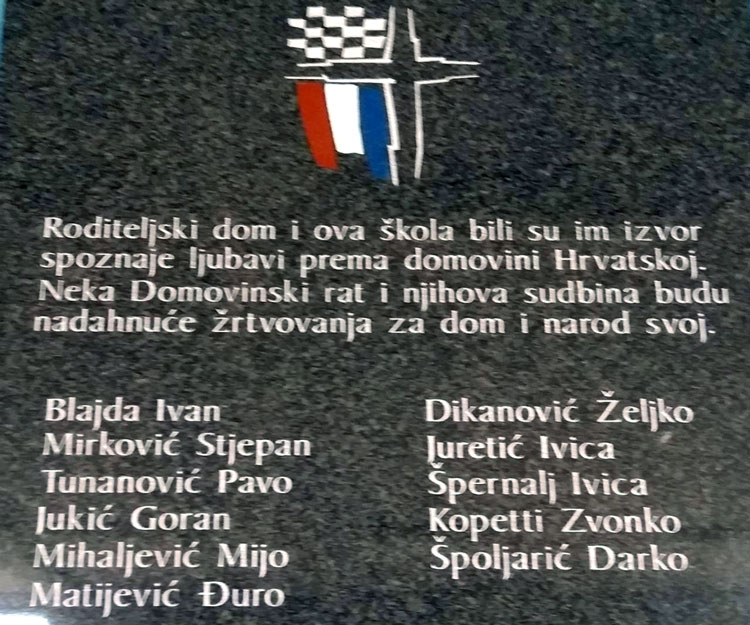 Roditeljski dom i ova škola bili su im izvor
spoznaje ljubavi prema domovini Hrvatskoj.
Neka Domovinski rat i njihova sudbina budu
nadahnuće žrtvovanja za dom i narod svoj.
Blajda Ivan
Mirković Stjepan
Tunanović Pavo
Jukić Goran
Mihaljević Mijo
Matijević Đuro
Dikanović Željko
Juretić Ivica
Špernalj Ivica
Kopetti Zvonko
Špoljarić Darko